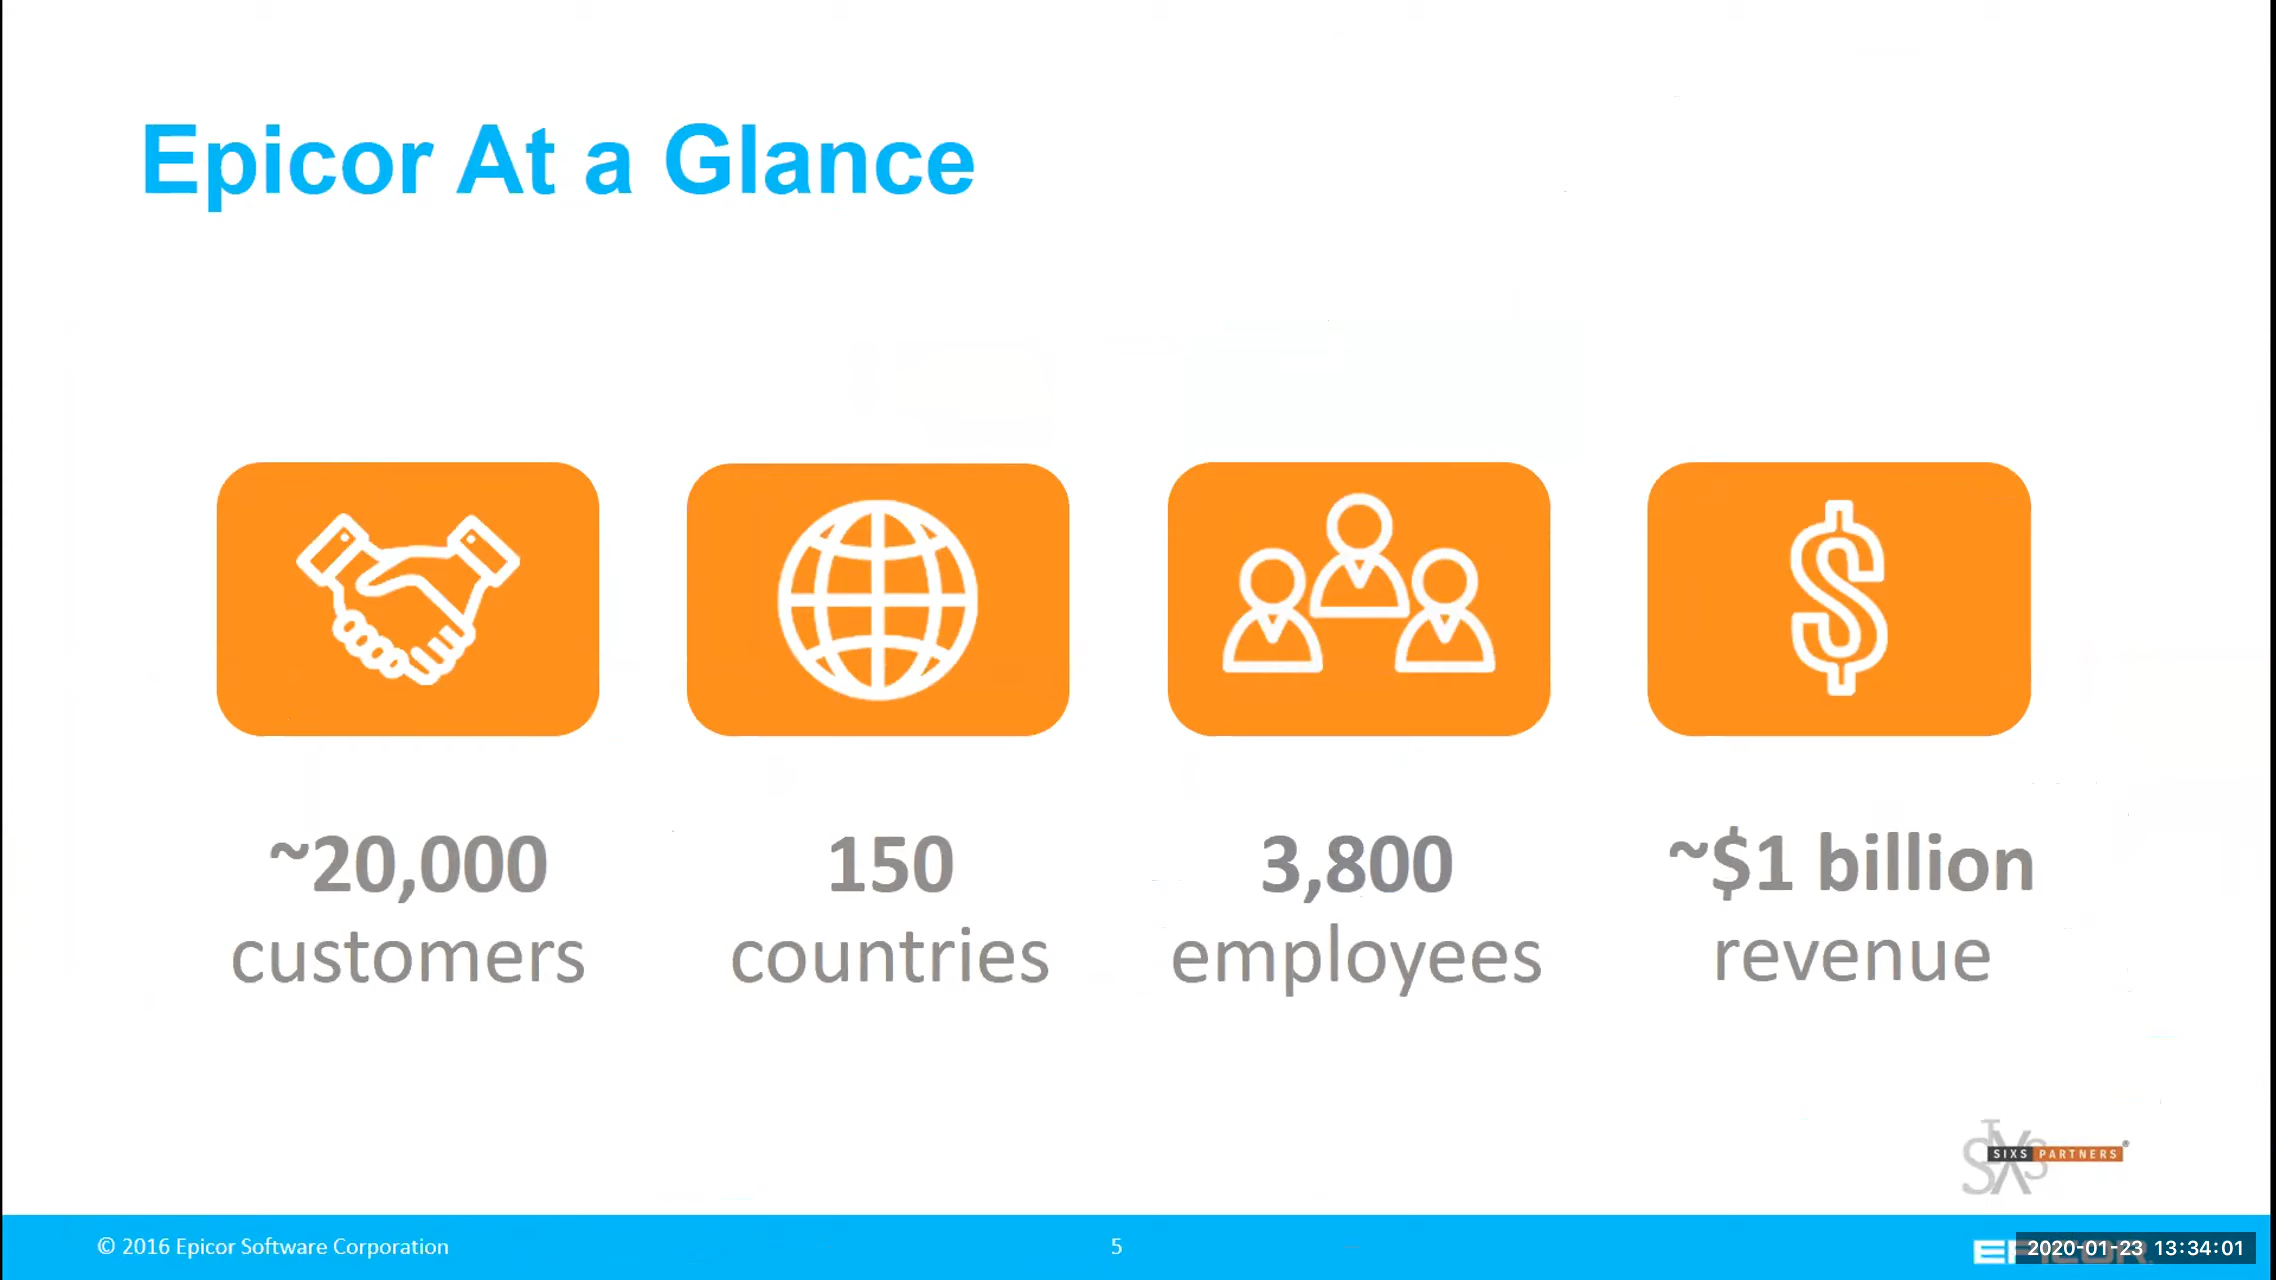 Epicor At a Glance
~20,000
customers
150
countries
3,800
employees
~$1 billion
revenue
SIXS PARTNERS®
© 2016 Epicor Software Corporation
5
2020-01-23 13:34:01